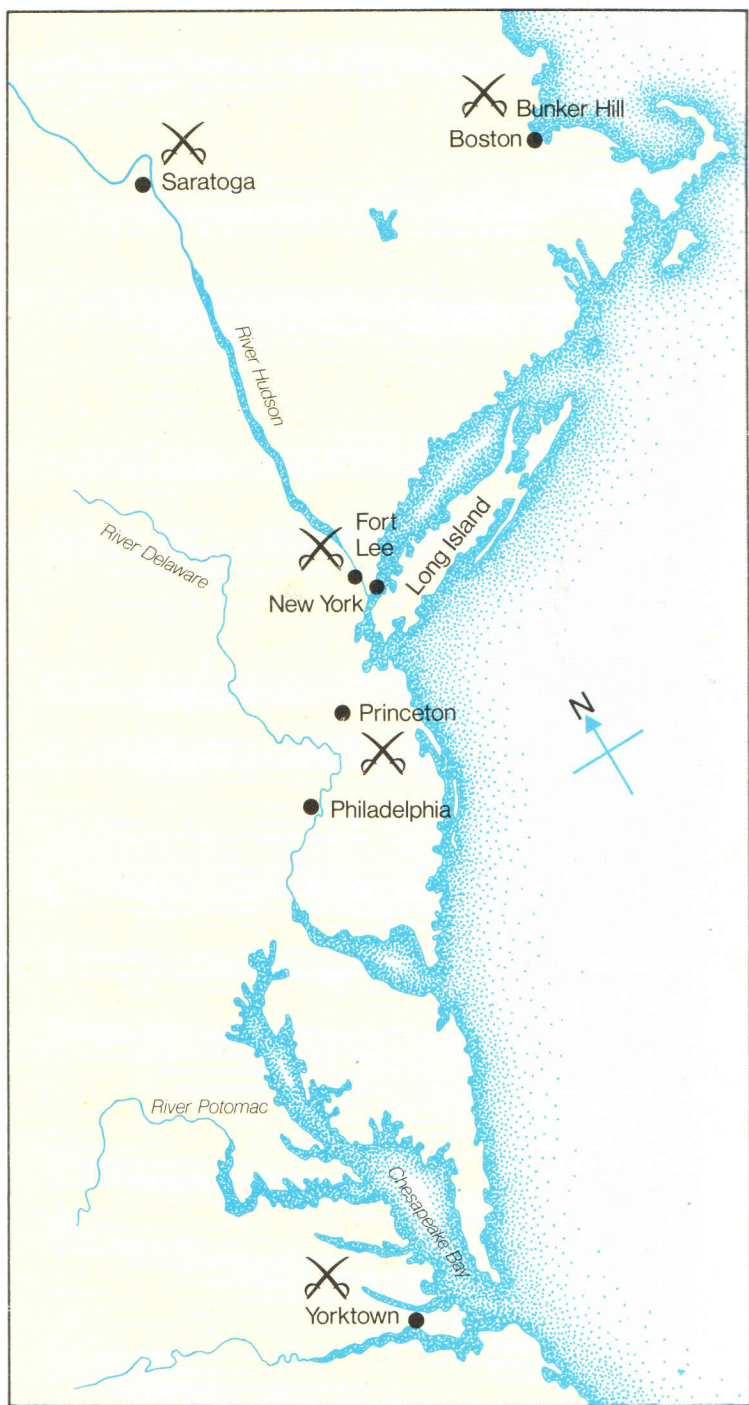 Bunker Hill
Boston
Saratoga
River Hudson
Fort
Lee
Long Island
River Delaware
New York
N
Princeton
Philadelphia
River Potomac
Chesapeake Bay
Yorktown